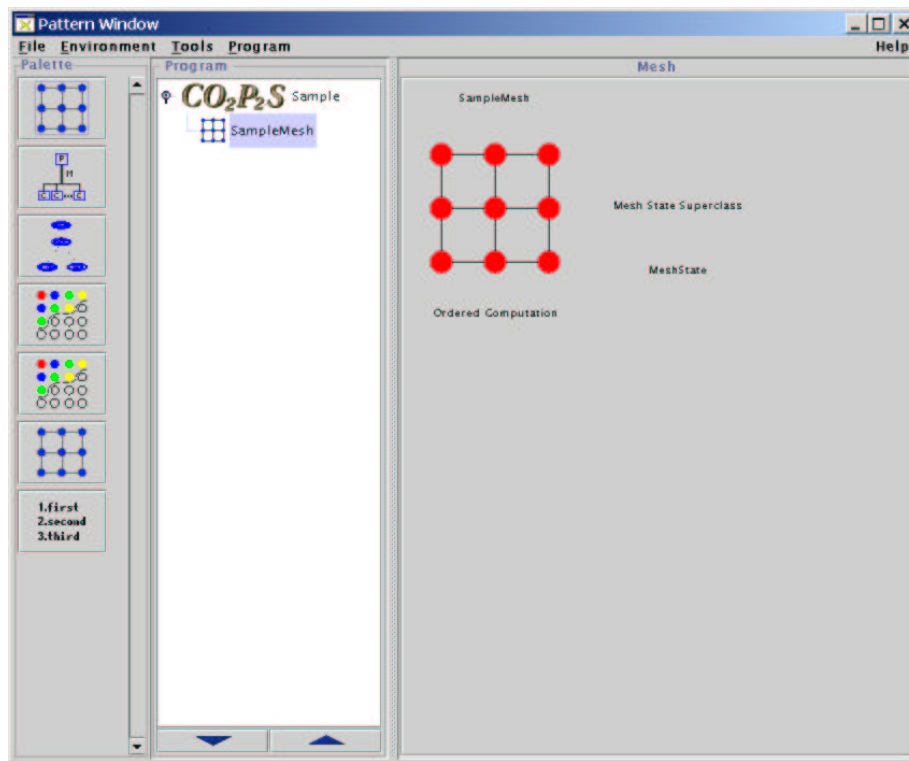 Pattern Window
File Environment Tools Program Help
Palette
Program
Mesh
P
M
C C C
1.first
2.second
3.third
CO₂P₂S Sample
SampleMesh
SampleMesh
Mesh State Superclass
MeshState
Ordered Computation